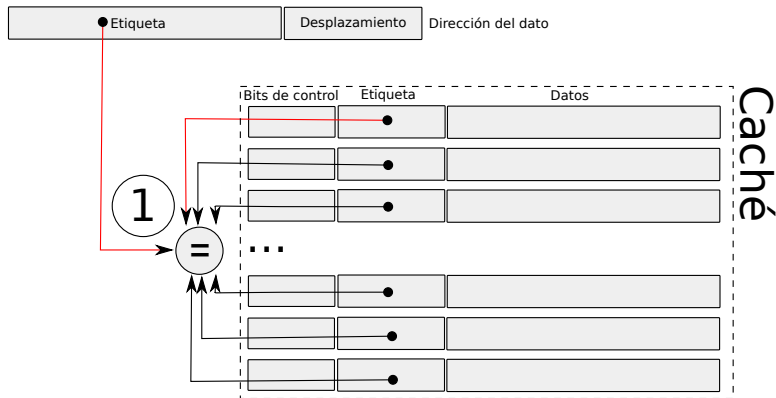 Etiqueta Desplazamiento Dirección del dato
Bits de control Etiqueta Datos
Caché
1
=
...